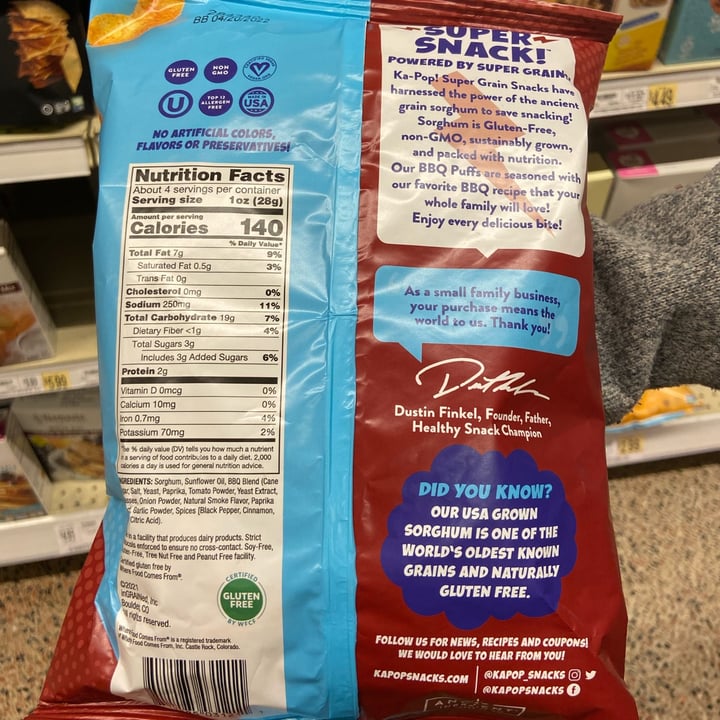 BB 04/20/2022
GLUTEN FREE
NON GMO
U
TOP 12 ALLERGEN FREE
MADE IN USA
NO ARTIFICIAL COLORS,
FLAVORS OR PRESERVATIVES!
Nutrition Facts
About 4 servings per container
Serving size 1oz (28g)
Amount per serving
Calories 140
% Daily Value*
Total Fat 7g 9%
Saturated Fat 0.5g 3%
Trans Fat 0g
Cholesterol 0mg 0%
Sodium 250mg 11%
Total Carbohydrate 19g 7%
Dietary Fiber <1g 4%
Total Sugars 3g
Includes 3g Added Sugars 6%
Protein 2g
Vitamin D 0mcg 0%
Calcium 10mg 0%
Iron 0.7mg 4%
Potassium 70mg 2%
The % daily value (DV) tells you how much a nutrient
in a serving of food contributes to a daily diet. 2,000
calories a day is used for general nutrition advice.
INGREDIENTS: Sorghum, Sunflower Oil, BBQ Blend (Cane
Salt, Yeast, Paprika, Tomato Powder, Yeast Extract,
Onion Powder, Natural Smoke Flavor, Paprika
Garlic Powder, Spices (Black Pepper, Cinnamon,
Citric Acid).
in a facility that produces dairy products. Strict
enforced to ensure no cross-contact. Soy-Free,
Tree Nut Free and Peanut Free facility.
gluten free by
Where Food Comes From®.
©2021
Inc
Boulder, CO
rights reserved.
CERTIFIED
GLUTEN
FREE
BY WFCF
Food Comes From® is a registered trademark
Food Comes From, Inc. Castle Rock, Colorado.
SUPER
SNACK!
POWERED BY SUPER GRAIN,
Ka-Pop! Super Grain Snacks have
harnessed the power of the ancient
grain sorghum to save snacking!
Sorghum is Gluten-Free,
non-GMO, sustainably grown,
and packed with nutrition.
Our BBQ Puffs are seasoned with
our favorite BBQ recipe that your
whole family will love!
Enjoy every delicious bite!
As a small family business,
your purchase means the
world to us. Thank you!
Dustin Finkel, Founder, Father,
Healthy Snack Champion
DID YOU KNOW?
OUR USA GROWN
SORGHUM IS ONE OF THE
WORLD'S OLDEST KNOWN
GRAINS AND NATURALLY
GLUTEN FREE.
FOLLOW US FOR NEWS, RECIPES AND COUPONS!
WE WOULD LOVE TO HEAR FROM YOU!
KAPOPSNACKS.COM
@KAPOP_SNACKS
@KAPOPSNACKS